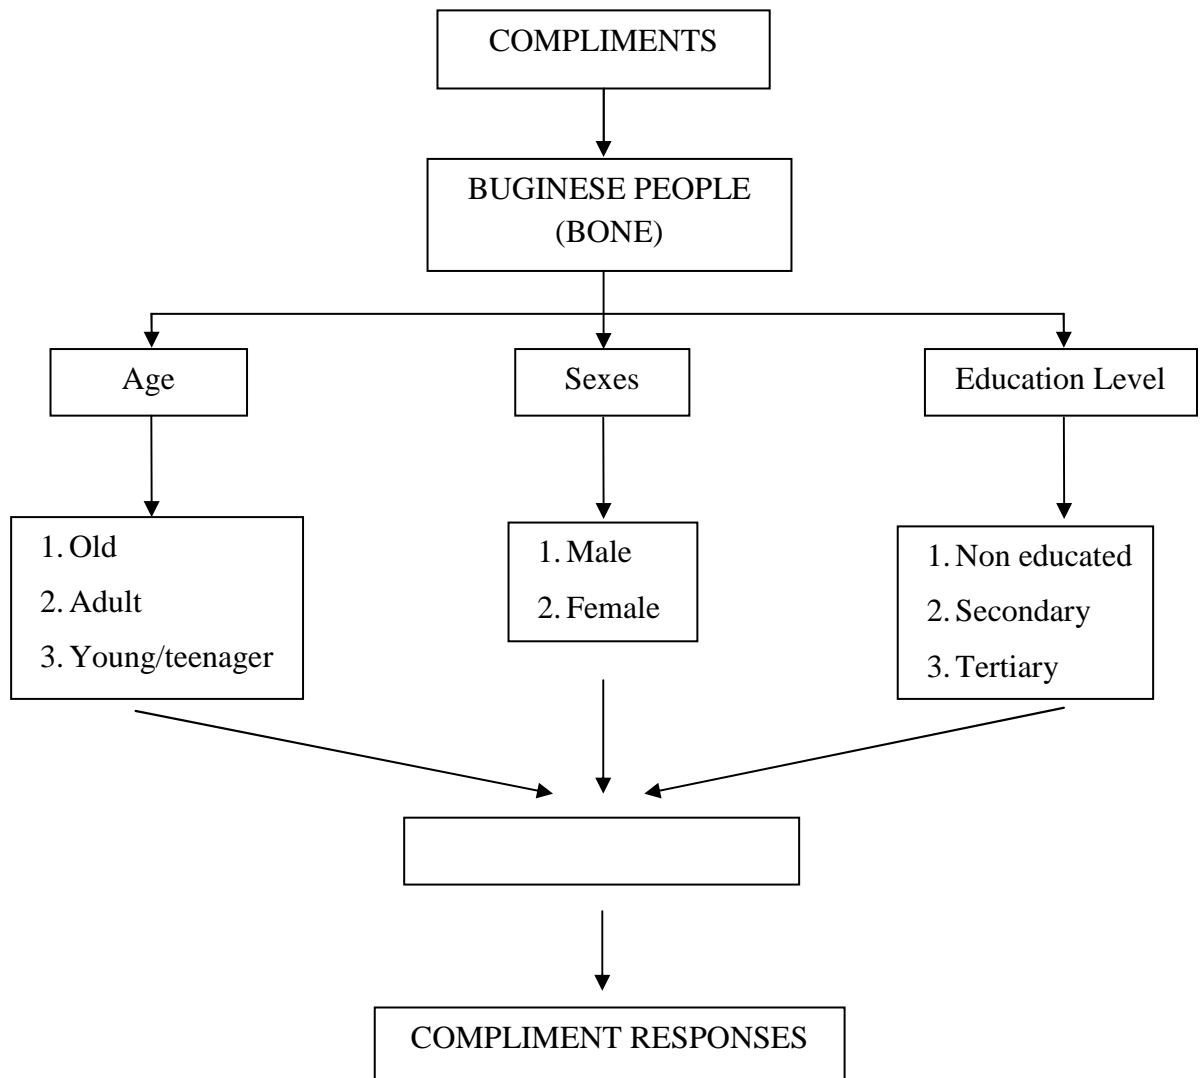 COMPLIMENTS
BUGINESE PEOPLE
(BONE)
Age
Sexes
Education Level
1. Old
2. Adult
3. Young/teenager
1. Male
2. Female
1. Non educated
2. Secondary
3. Tertiary
COMPLIMENT RESPONSES